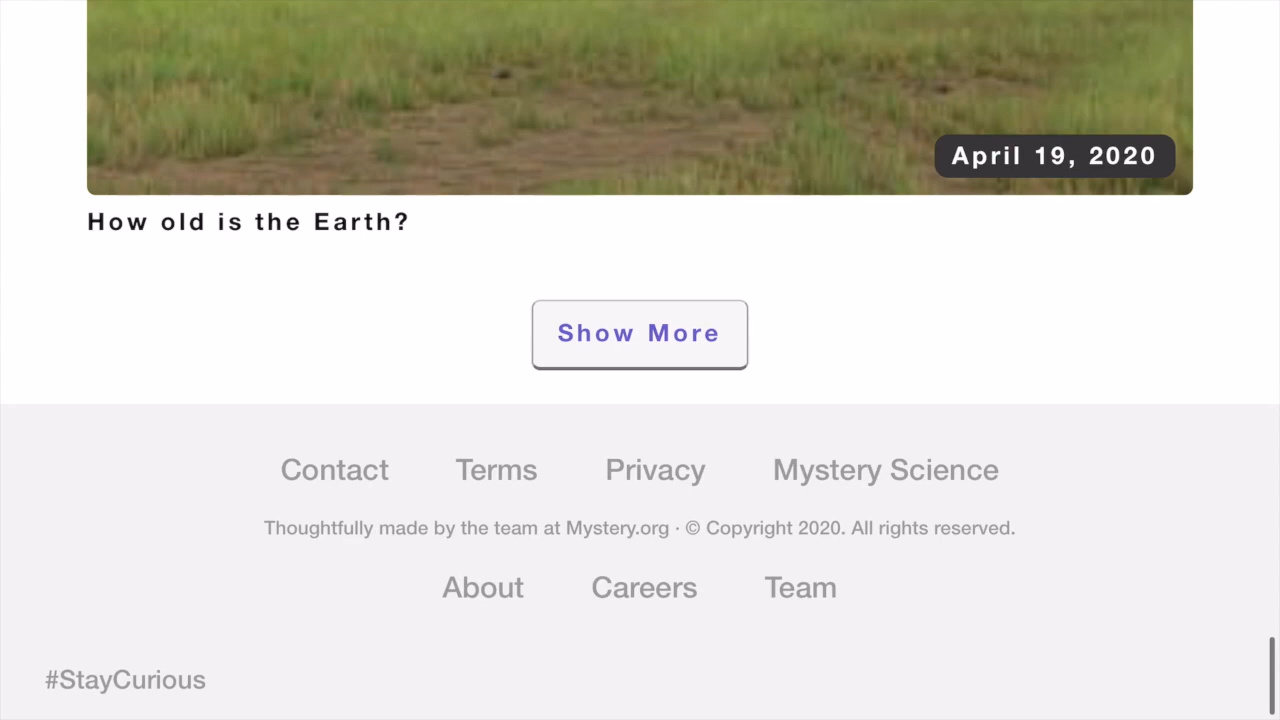 April 19, 2020
How old is the Earth?
Show More
Contact Terms Privacy Mystery Science
Thoughtfully made by the team at Mystery.org · © Copyright 2020. All rights reserved.
About Careers Team
#StayCurious